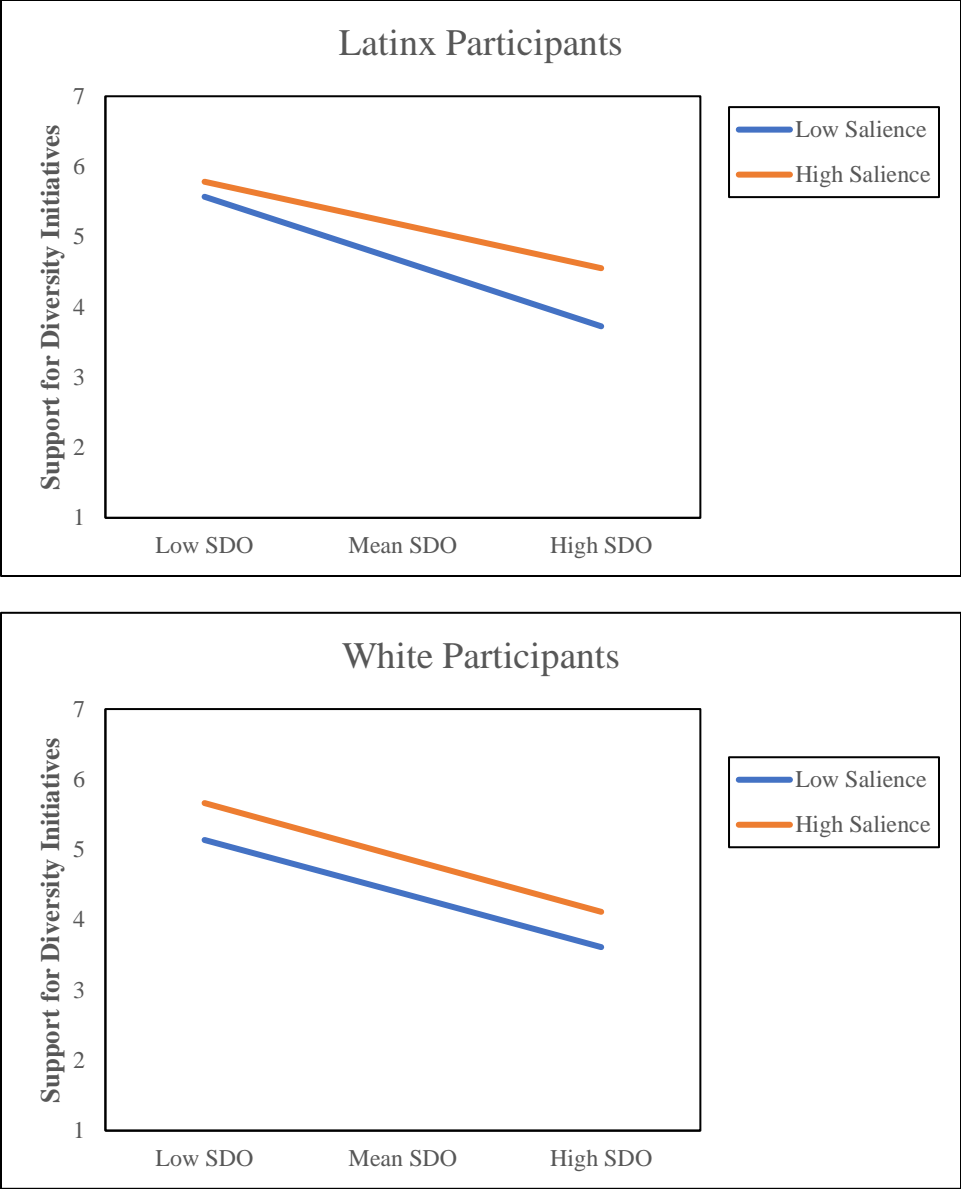 Latinx Participants
Support for Diversity Initiatives
7
6
5
4
3
2
1
Low SDO
Mean SDO
High SDO
Low Salience
High Salience
White Participants
Support for Diversity Initiatives
7
6
5
4
3
2
1
Low SDO
Mean SDO
High SDO
Low Salience
High Salience